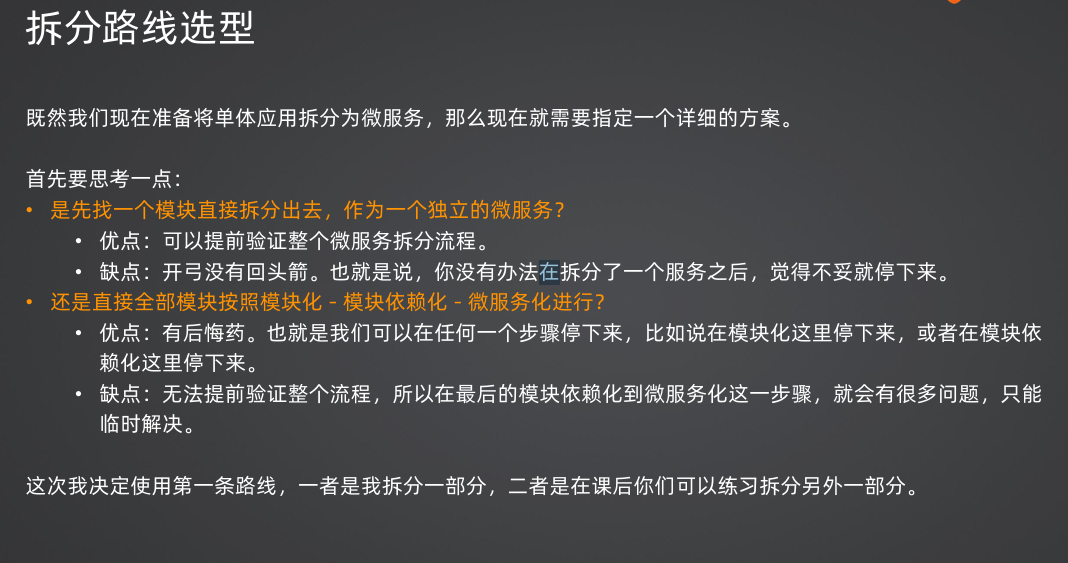 拆分路线选型
既然我们现在准备将单体应用拆分为微服务，那么现在就需要指定一个详细的方案。
首先要思考一点：
• 是先找一个模块直接拆分出去，作为一个独立的微服务？
• 优点：可以提前验证整个微服务拆分流程。
• 缺点：开弓没有回头箭。也就是说，你没有办法在拆分了一个服务之后，觉得不妥就停下来。
• 还是直接全部模块按照模块化 - 模块依赖化 - 微服务化进行？
• 优点：有后悔药。也就是我们可以在任何一个步骤停下来，比如说在模块化这里停下来，或者在模块依
赖化这里停下来。
• 缺点：无法提前验证整个流程，所以在最后的模块依赖化到微服务化这一步骤，就会有很多问题，只能
临时解决。
这次我决定使用第一条路线，一者是我拆分一部分，二者是在课后你们可以练习拆分另外一部分。